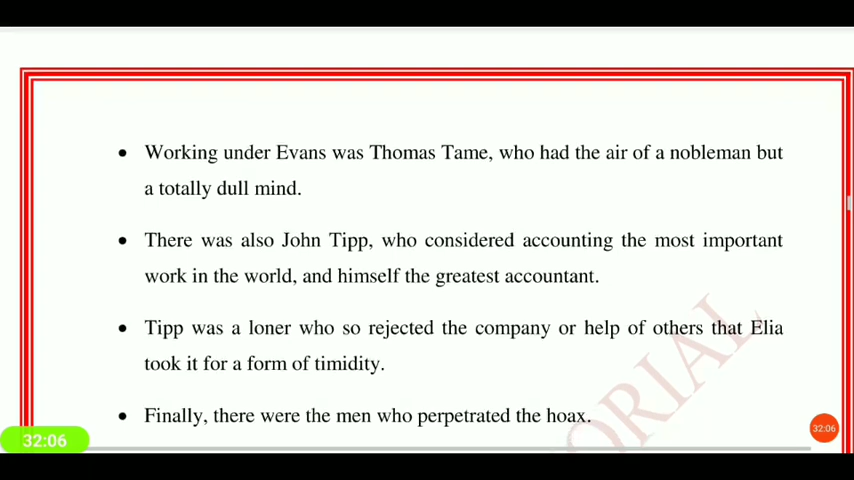 • Working under Evans was Thomas Tame, who had the air of a nobleman but
a totally dull mind.
• There was also John Tipp, who considered accounting the most important
work in the world, and himself the greatest accountant.
• Tipp was a loner who so rejected the company or help of others that Elia
took it for a form of timidity.
• Finally, there were the men who perpetrated the hoax.
ORIAL
32:06
32:06